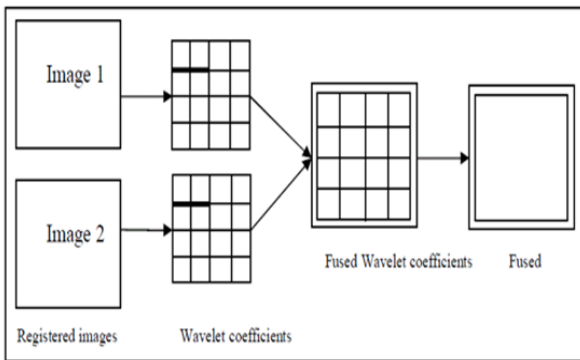 Image 1
Image 2
Fused Wavelet coefficients
Fused
Registered images
Wavelet coefficients